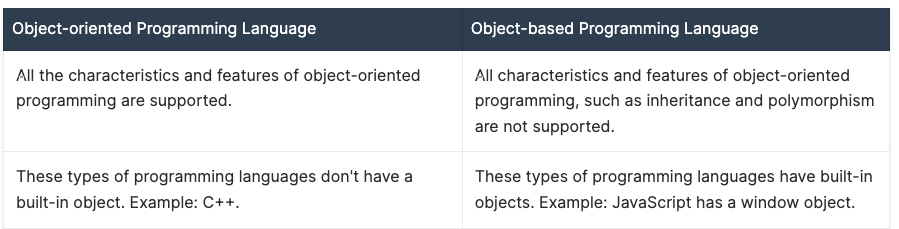 Object-oriented Programming Language
Object-based Programming Language
All the characteristics and features of object-oriented
programming are supported.
All characteristics and features of object-oriented
programming, such as inheritance and polymorphism
are not supported.
These types of programming languages don't have a
built-in object. Example: C++.
These types of programming languages have built-in
objects. Example: JavaScript has a window object.